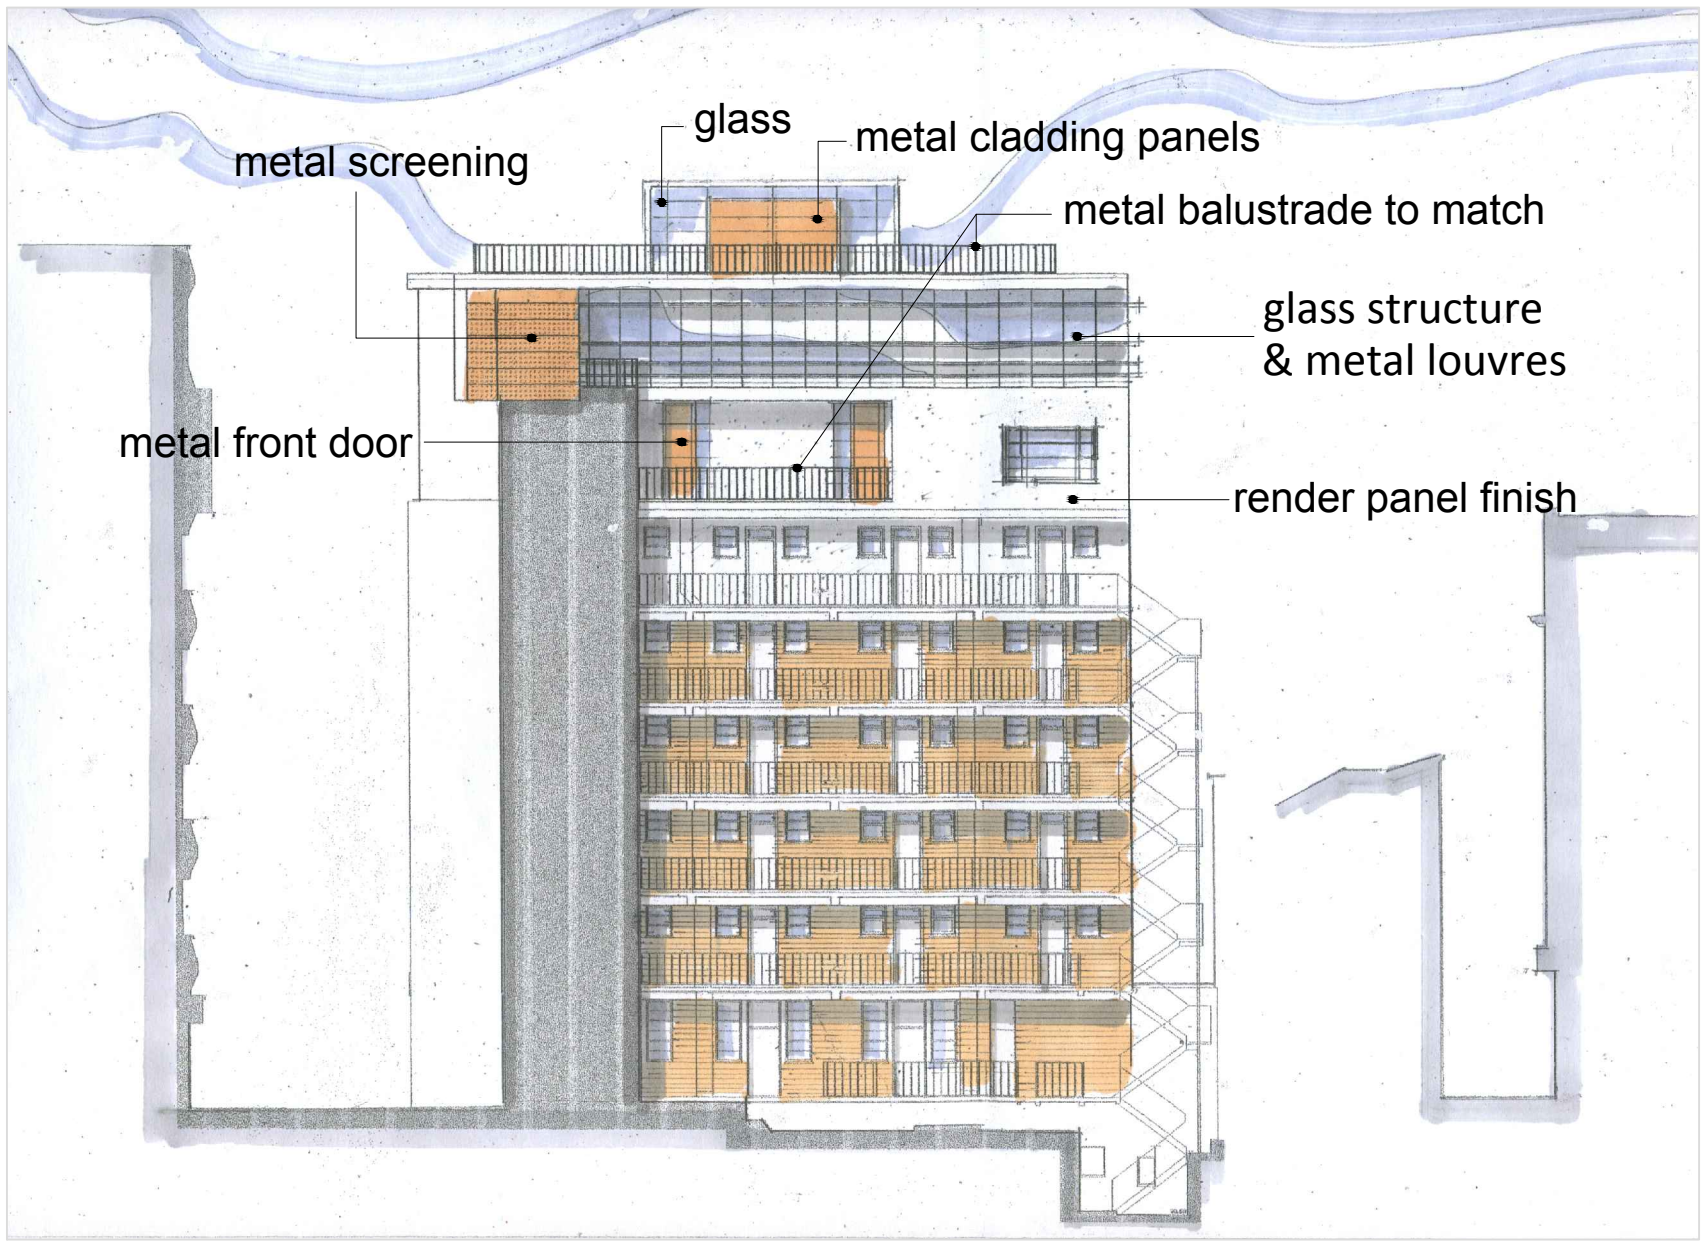 glass
metal cladding panels
metal screening
metal balustrade to match
glass structure
& metal louvres
metal front door
render panel finish